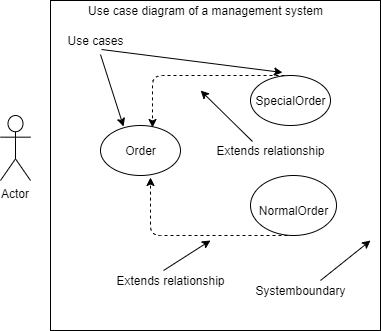 Use case diagram of a management system
Use cases
SpecialOrder
Order
Extends relationship
Actor
NormalOrder
Extends relationship
Systemboundary